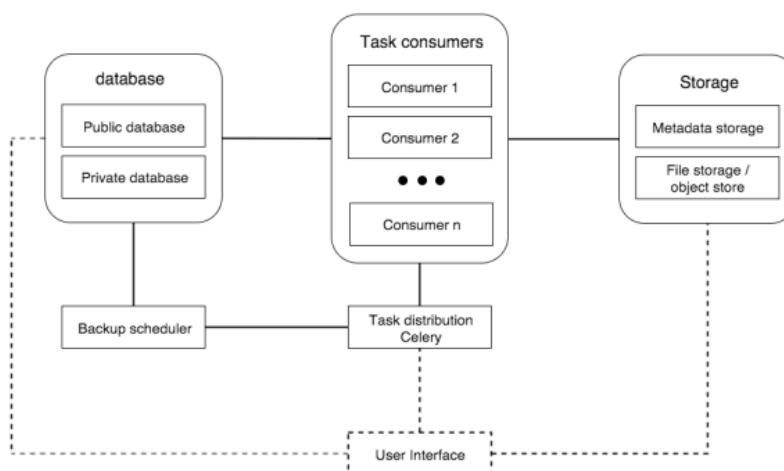 Task consumers
Consumer 1
Consumer 2
Consumer n
database
Public database
Private database
Storage
Metadata storage
File storage /
object store
Backup scheduler
Task distribution
Celery
User Interface